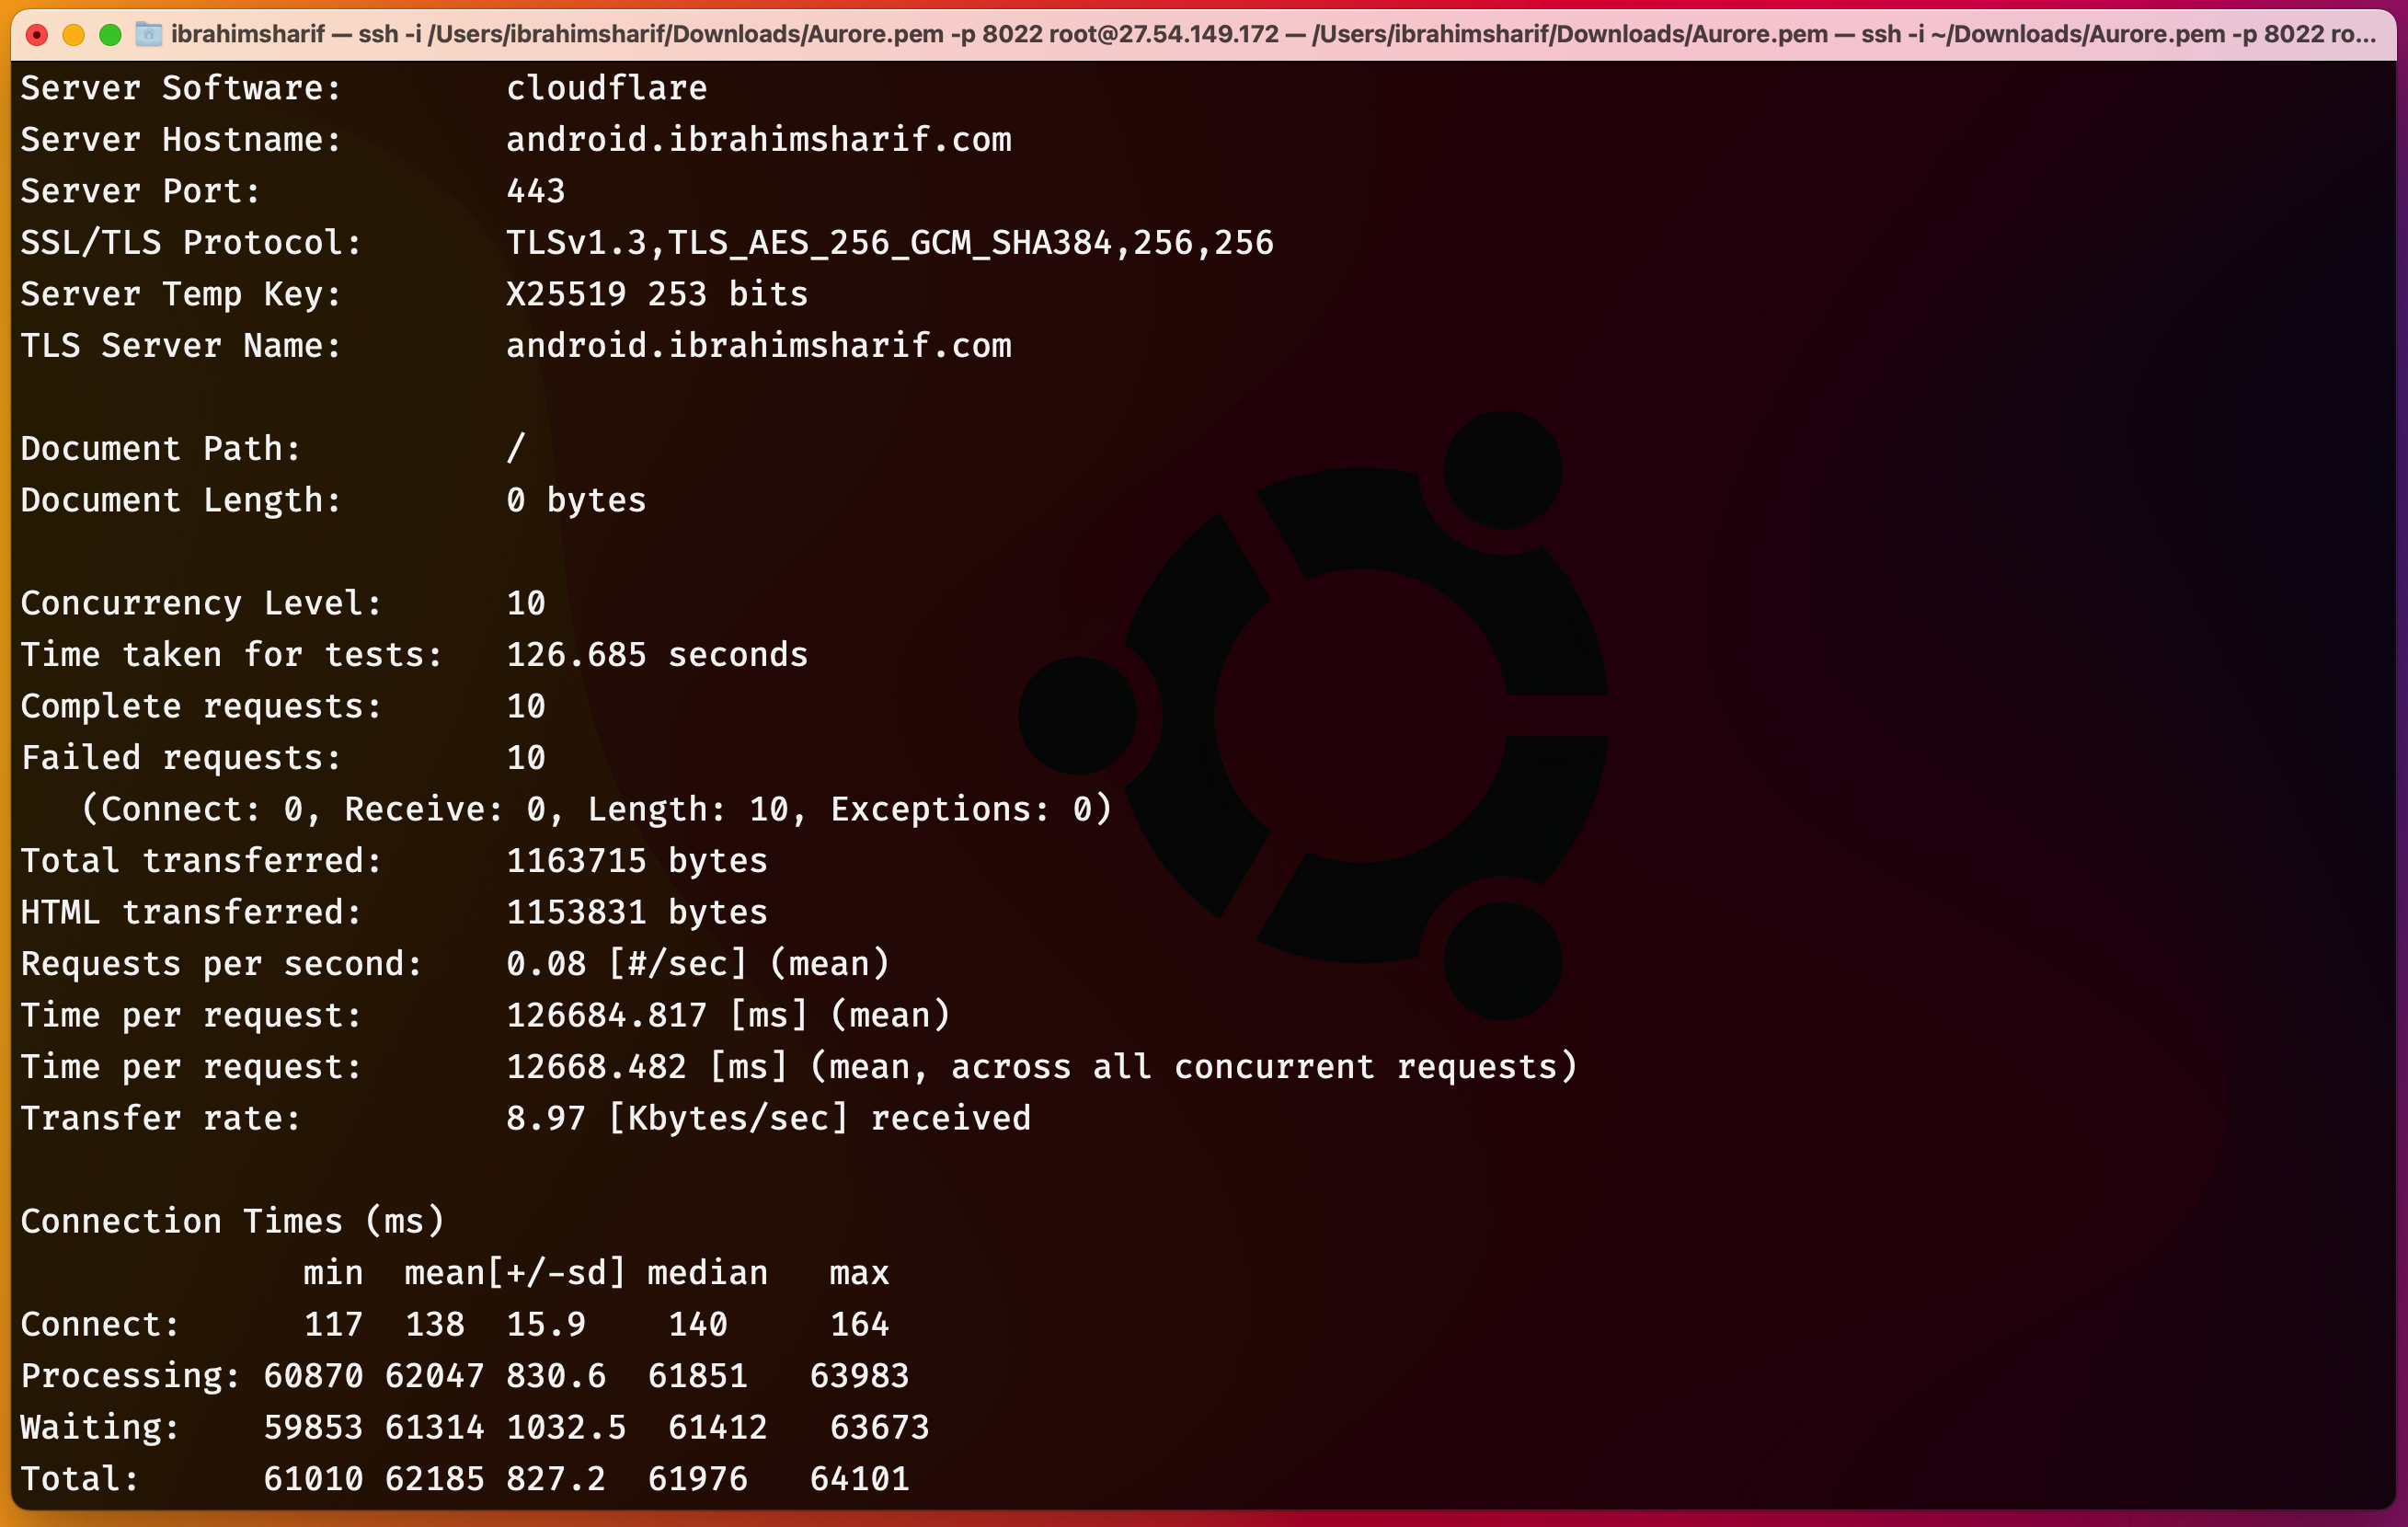 ibrahimsharif — ssh -i /Users/ibrahimsharif/Downloads/Aurore.pem -p 8022 root@27.54.149.172 — /Users/ibrahimsharif/Downloads/Aurore.pem — ssh -i ~/Downloads/Aurore.pem -p 8022 ro...
Server Software:        cloudflare
Server Hostname:        android.ibrahimsharif.com
Server Port:            443
SSL/TLS Protocol:       TLSv1.3,TLS_AES_256_GCM_SHA384,256,256
Server Temp Key:        X25519 253 bits
TLS Server Name:        android.ibrahimsharif.com
Document Path:          /
Document Length:        0 bytes
Concurrency Level:      10
Time taken for tests:   126.685 seconds
Complete requests:      10
Failed requests:        10
   (Connect: 0, Receive: 0, Length: 10, Exceptions: 0)
Total transferred:      1163715 bytes
HTML transferred:       1153831 bytes
Requests per second:    0.08 [#/sec] (mean)
Time per request:       126684.817 [ms] (mean)
Time per request:       12668.482 [ms] (mean, across all concurrent requests)
Transfer rate:          8.97 [Kbytes/sec] received
Connection Times (ms)
              min  mean[+/-sd] median   max
Connect:      117  138  15.9    140     164
Processing: 60870 62047 830.6  61851   63983
Waiting:    59853 61314 1032.5  61412   63673
Total:      61010 62185 827.2  61976   64101